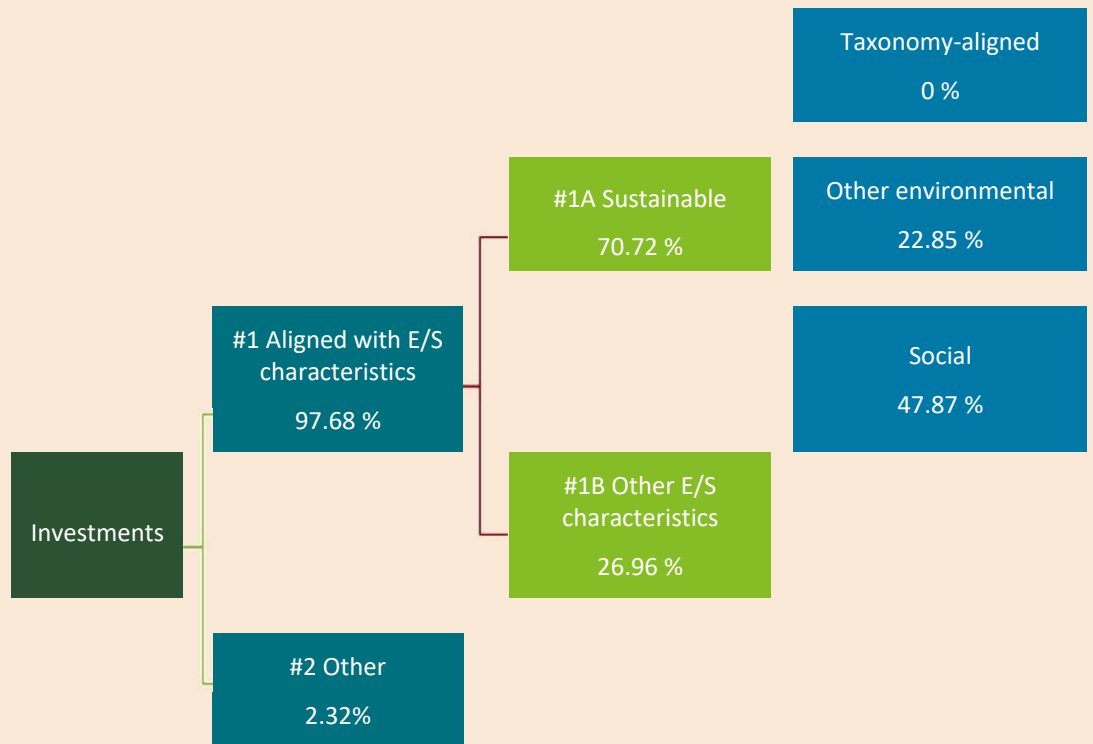 Taxonomy-aligned
0 %
#1A Sustainable
70.72 %
Other environmental
22.85 %
#1 Aligned with E/S
characteristics
97.68 %
Social
47.87 %
Investments
#1B Other E/S
characteristics
26.96 %
#2 Other
2.32%